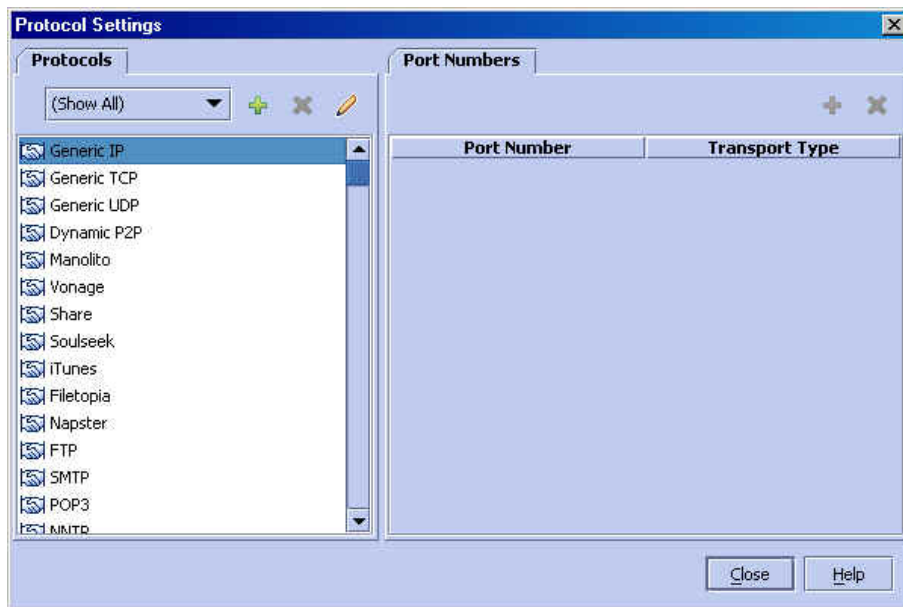 Protocol Settings
Protocols
Port Numbers
(Show All)
Port Number Transport Type
Generic IP
Generic TCP
Generic UDP
Dynamic P2P
Manolito
Vonage
Share
Soulseek
iTunes
Filetopia
Napster
FTP
SMTP
POP3
NNTP
Close Help